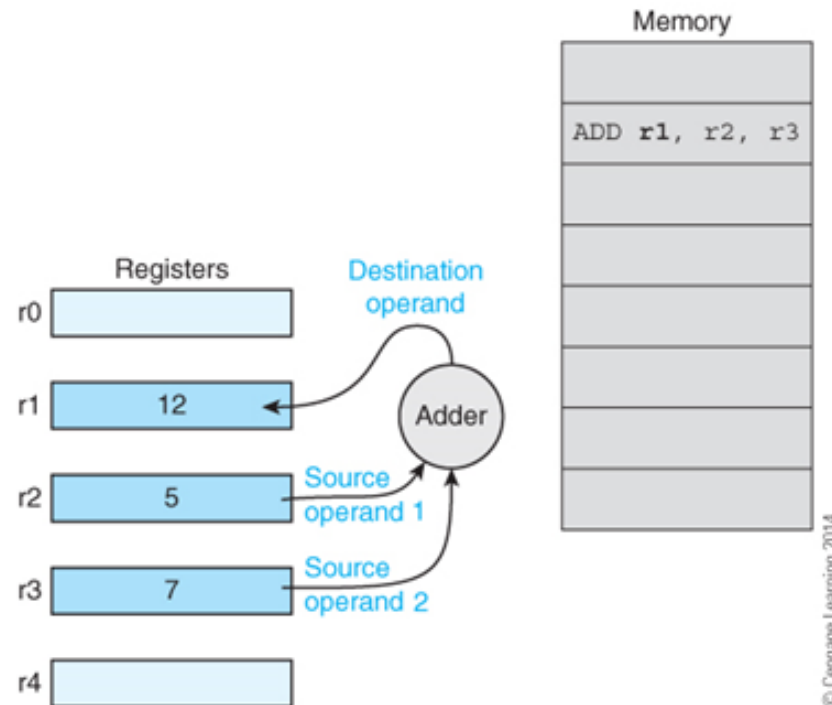 Memory
ADD r1, r2, r3
Registers
Destination
operand
r0
r1
12
Adder
r2
5
Source
operand 1
r3
7
Source
operand 2
r4
© Cengage Learning 2014